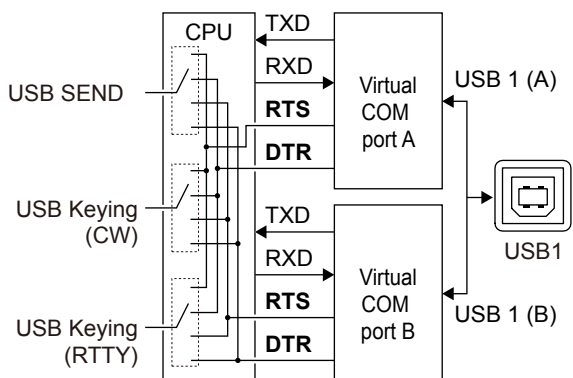 CPU
USB SEND
USB Keying
(CW)
USB Keying
(RTTY)
TXD
RXD
RTS
DTR
Virtual
COM
port A
TXD
RXD
RTS
DTR
Virtual
COM
port B
USB 1 (A)
USB1
USB 1 (B)